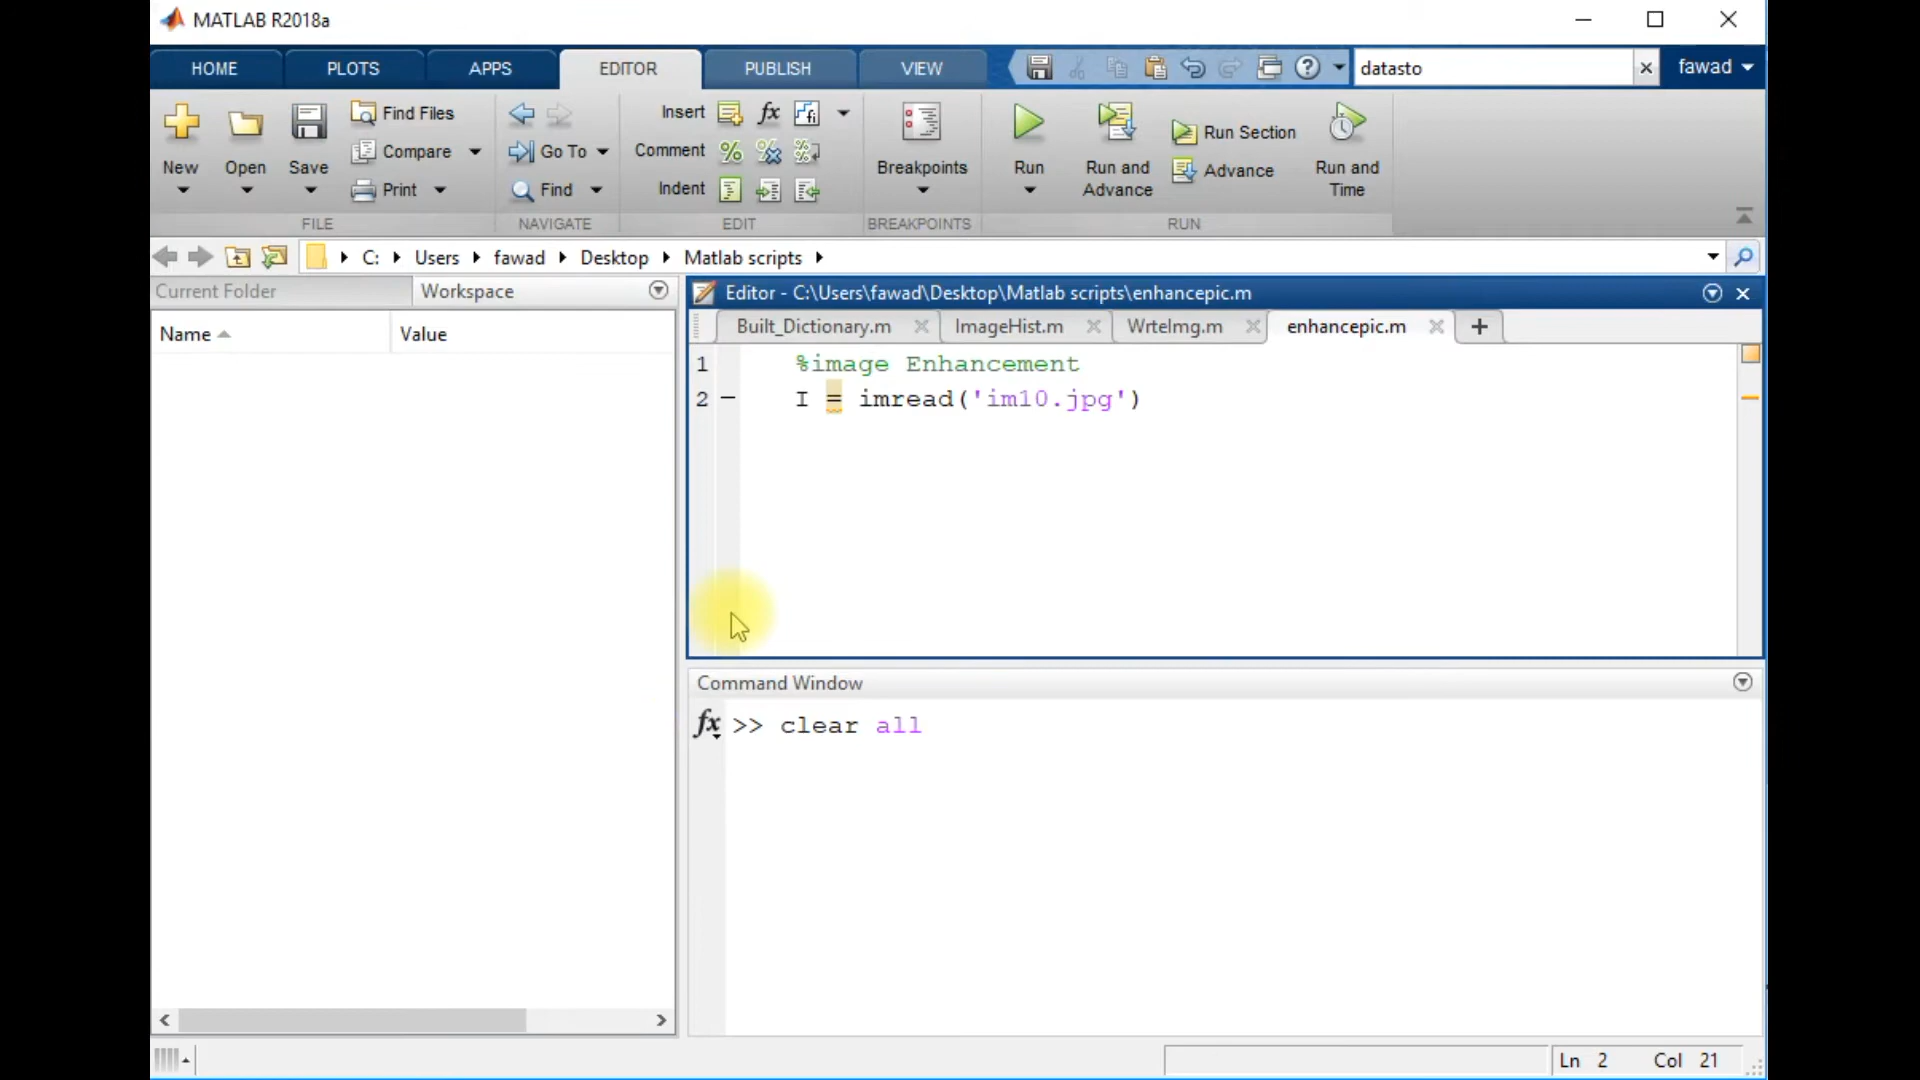 MATLAB R2018a
HOME PLOTS APPS EDITOR PUBLISH VIEW datasto fawad
New Open Save Find Files Compare Print
FILE
Go To Find
NAVIGATE
Insert fx fi
Comment
Indent
EDIT
Breakpoints
BREAKPOINTS
Run Run and Advance Run Section Advance Run and Time
RUN
C: Users fawad Desktop Matlab scripts
Current Folder Workspace
Name Value
Editor - C:\Users\fawad\Desktop\Matlab scripts\enhancepic.m
Built_Dictionary.m ImageHist.m WrteImg.m enhancepic.m
1 %image Enhancement
2 I = imread('im10.jpg')
Command Window
fx >> clear all
Ln 2 Col 21